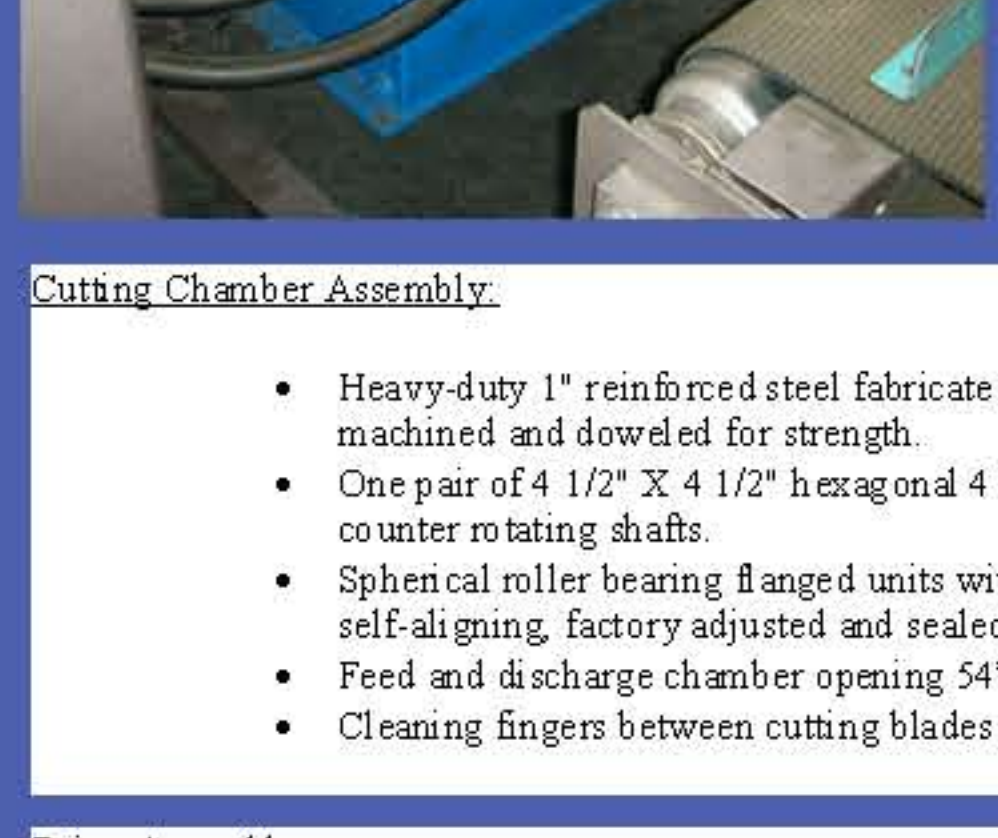 Cutting Chamber Assembly:
Heavy-duty 1" reinforced steel fabricate
machined and doweled for strength.
One pair of 4 1/2" X 4 1/2" hexagonal 4
counter rotating shafts.
Spherical roller bearing flanged units
self-aligning, factory adjusted and sealed
Feed and discharge chamber opening 54"
Cleaning fingers between cutting blades